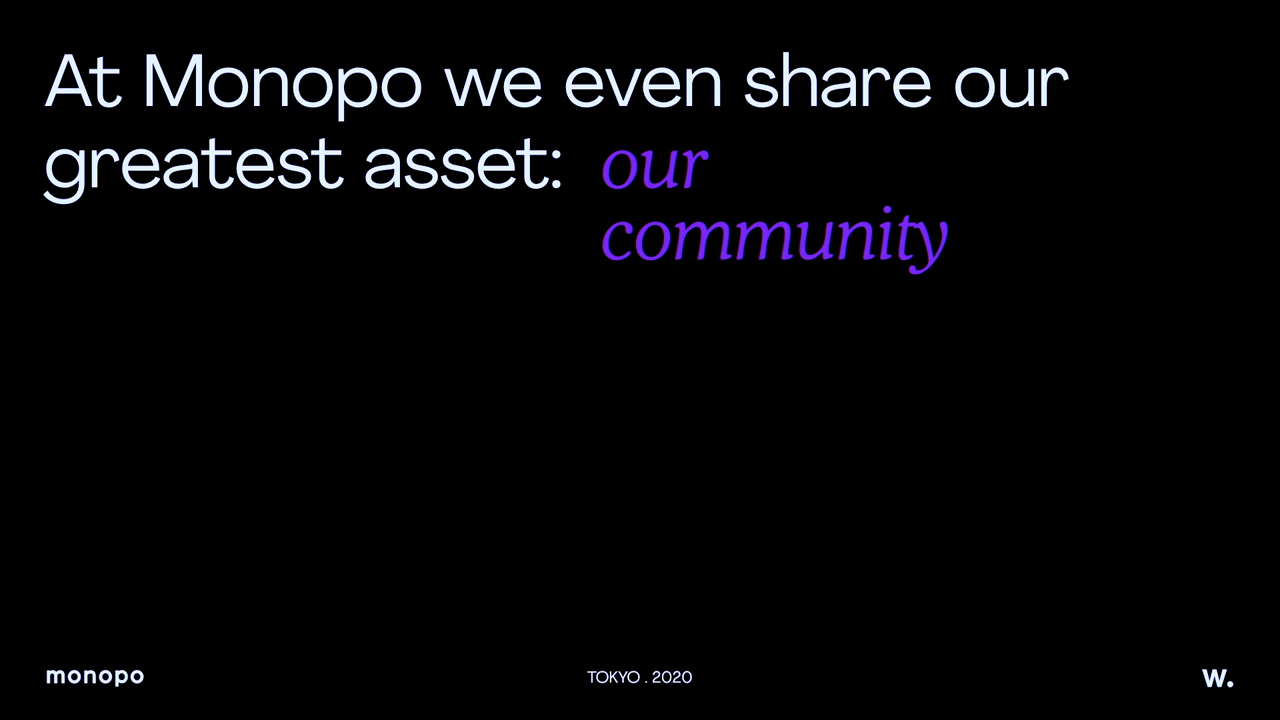 At Monopo we even share our
greatest asset: our
community
monopo
TOKYO . 2020
W.